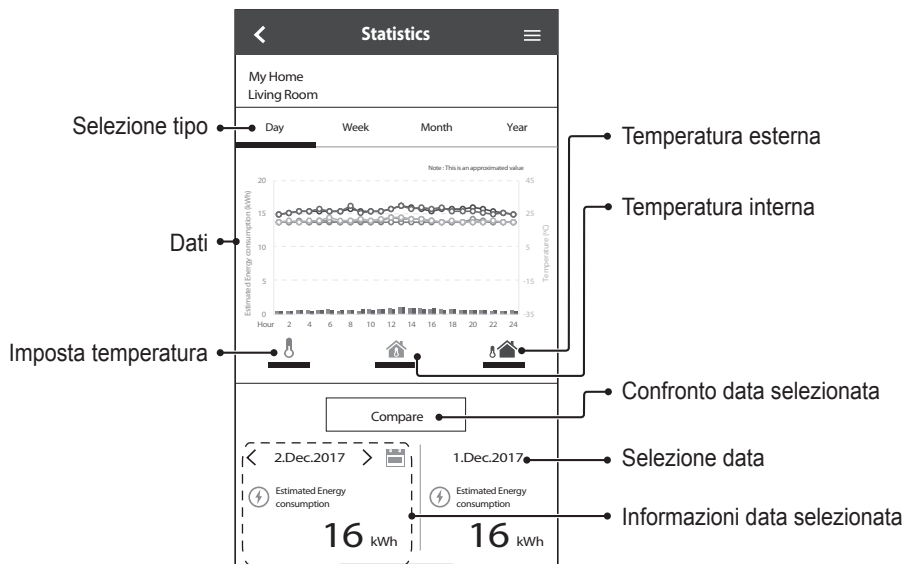 Statistics
My Home
Living Room
Selezione tipo
Day Week Month Year
Temperatura esterna
Note : This is an approximated value
20 45
Temperatura interna
15 25
Dati
Estimated Energy consumption (kWh)
Temperature (°C)
10 5
5 -15
0 -35
Hour 2 4 6 8 10 12 14 16 18 20 22 24
Imposta temperatura
Confronto data selezionata
Compare
2.Dec.2017 1.Dec.2017
Selezione data
Estimated Energy
consumption
Estimated Energy
consumption
Informazioni data selezionata
16 kWh 16 kWh